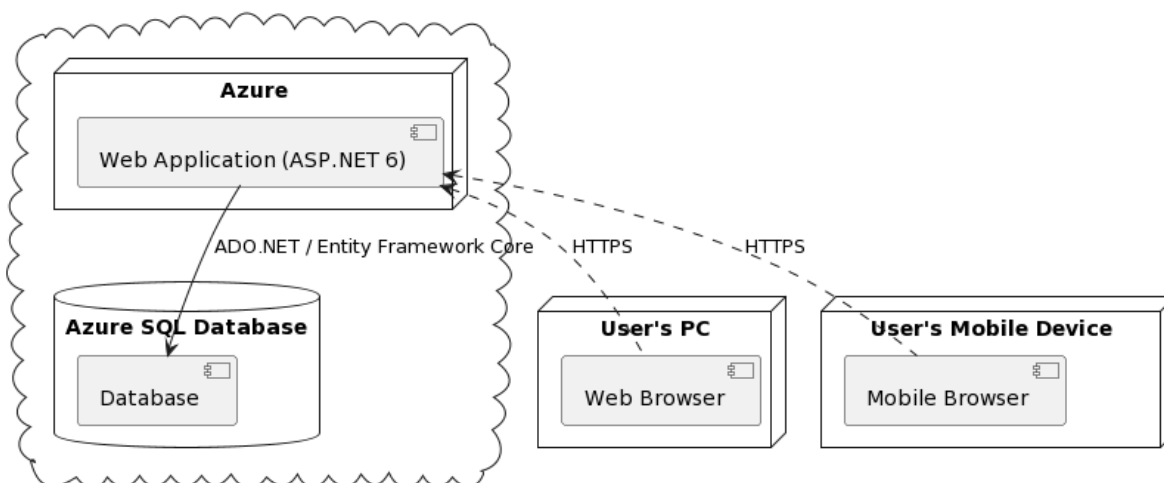 Azure
Web Application (ASP.NET 6)
ADO.NET / Entity Framework Core
HTTPS
HTTPS
Azure SQL Database
User's PC
User's Mobile Device
Database
Web Browser
Mobile Browser